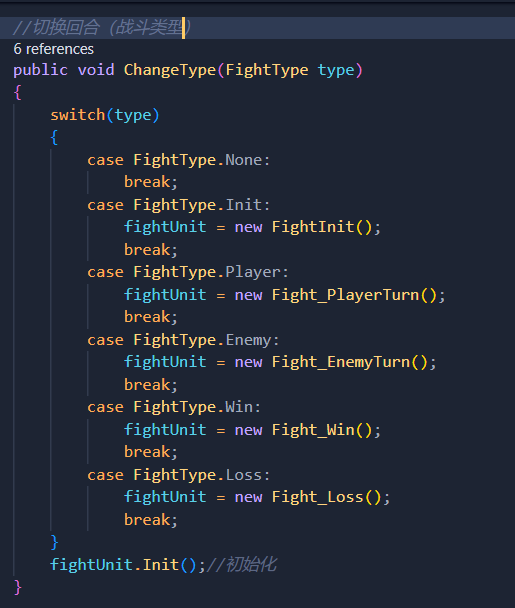 //切换回合（战斗类型）
6 references
public void ChangeType(FightType type)
{
    switch(type)
    {
        case FightType.None:
            break;
        case FightType.Init:
            fightUnit = new FightInit();
            break;
        case FightType.Player:
            fightUnit = new Fight_PlayerTurn();
            break;
        case FightType.Enemy:
            fightUnit = new Fight_EnemyTurn();
            break;
        case FightType.Win:
            fightUnit = new Fight_Win();
            break;
        case FightType.Loss:
            fightUnit = new Fight_Loss();
            break;
    }
    fightUnit.Init();//初始化
}